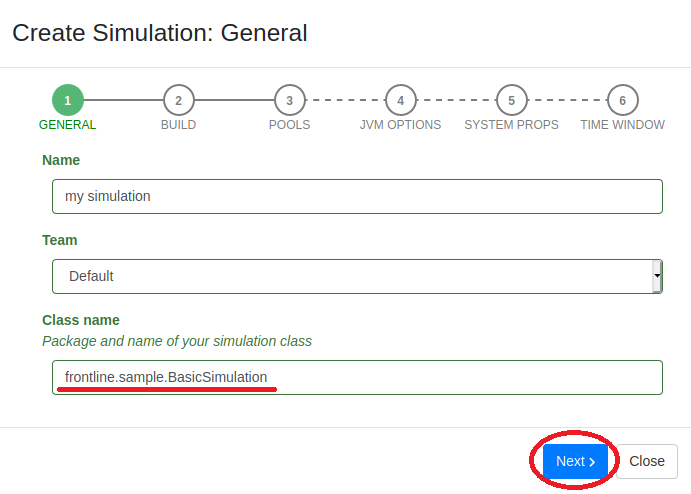 Create Simulation: General
1 2 3 4 5 6
GENERAL BUILD POOLS JVM OPTIONS SYSTEM PROPS TIME WINDOW
Name
my simulation
Team
Default
Class name
Package and name of your simulation class
frontline.sample.BasicSimulation
Next Close